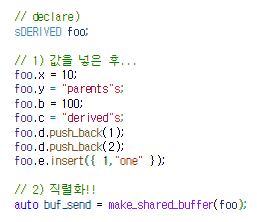 // declare)
sDERIVED foo;
// 1) 값을 넣은 후...
foo.x = 10;
foo.y = "parents"s;
foo.b = 100;
foo.c = "derived"s;
foo.d.push_back(1);
foo.d.push_back(2);
foo.e.insert({ 1,"one" });
// 2) 직렬화!!
auto buf_send = make_shared_buffer(foo);